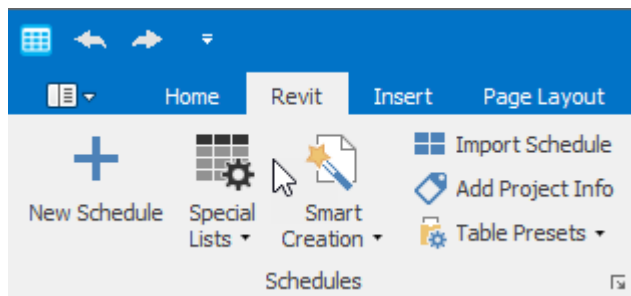 Home Revit Insert Page Layout
New Schedule
Special
Lists
Smart
Creation
Import Schedule
Add Project Info
Table Presets
Schedules